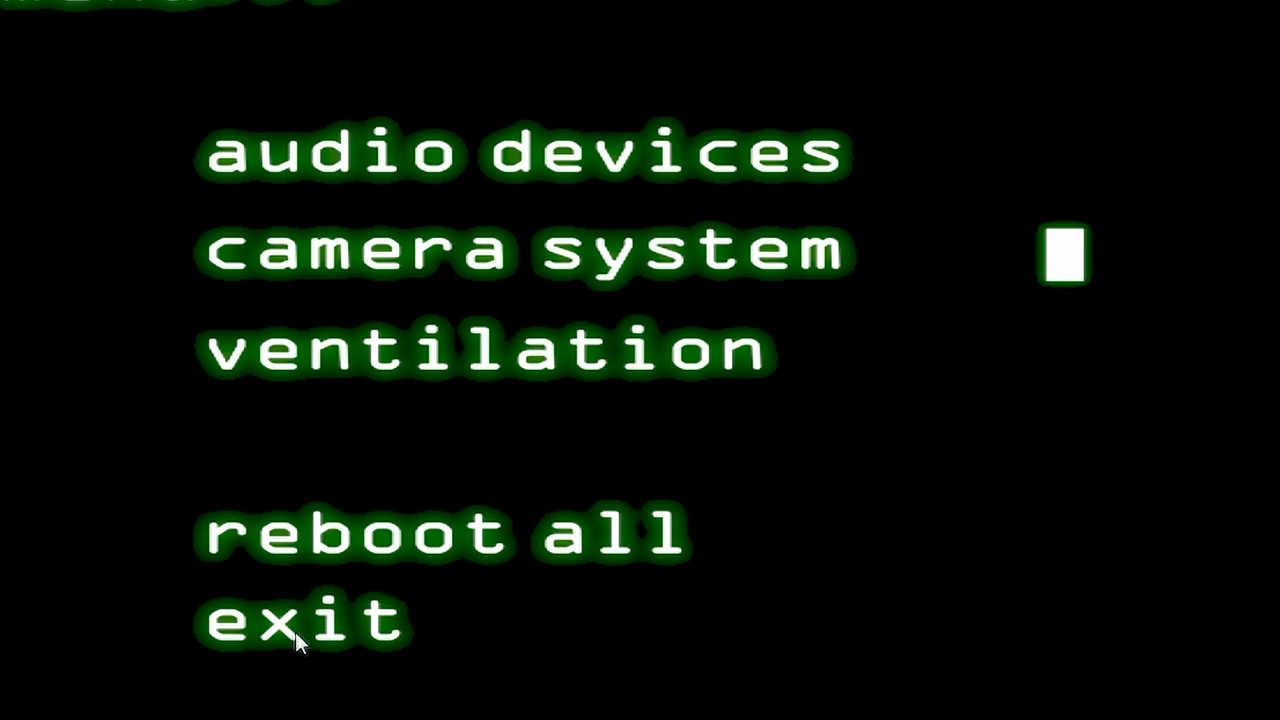 audio devices
camera system
ventilation
reboot all
exit